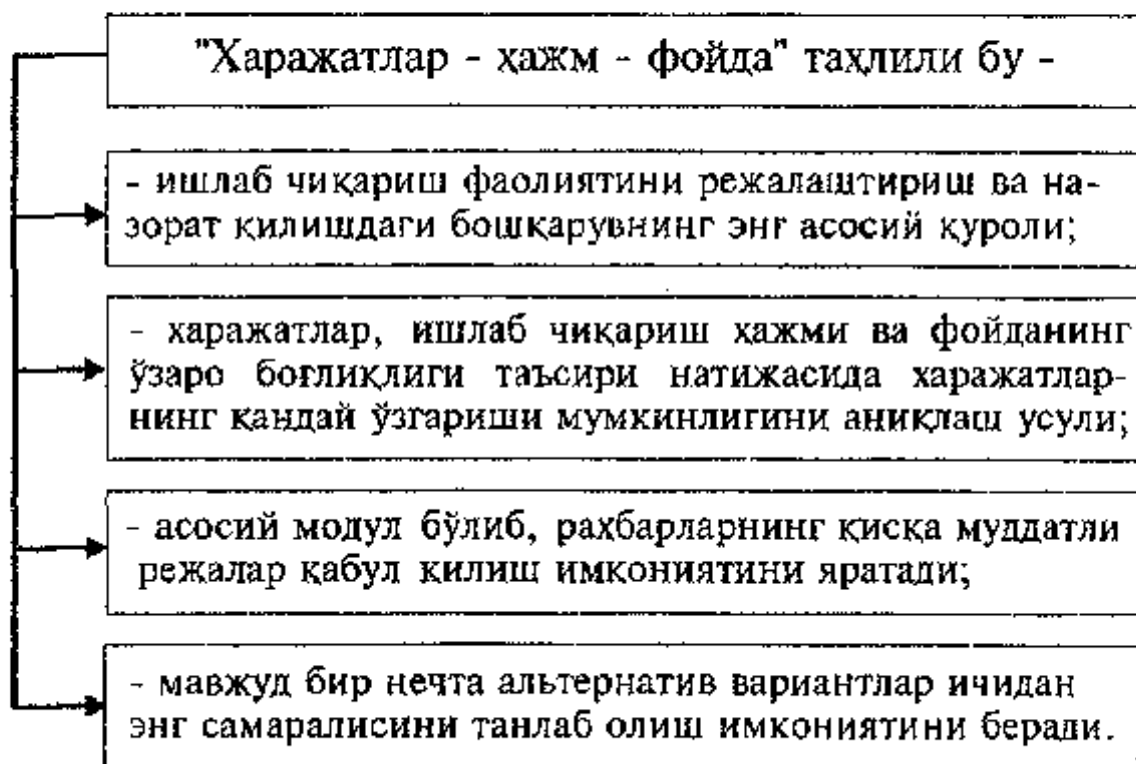 "Харажатлар - ҳажм - фойда" таҳлили бу -
- ишлаб чиқариш фаолиятини режалаштириш ва на-
зорат қилишдаги бошқарувнинг энг асосий қуроли;
- харажатлар, ишлаб чиқариш ҳажми ва фойданинг
ўзаро боғлиқлиги таъсири натижасида харажатлар-
нинг қандай ўзгариши мумкинлигини аниқлаш усули;
- асосий модул бўлиб, раҳбарларнинг қисқа муддатли
режалар қабул қилиш имкониятини яратади;
- мавжуд бир нечта альтернатив вариантлар ичидан
энг самаралисини танлаб олиш имкониятини беради.